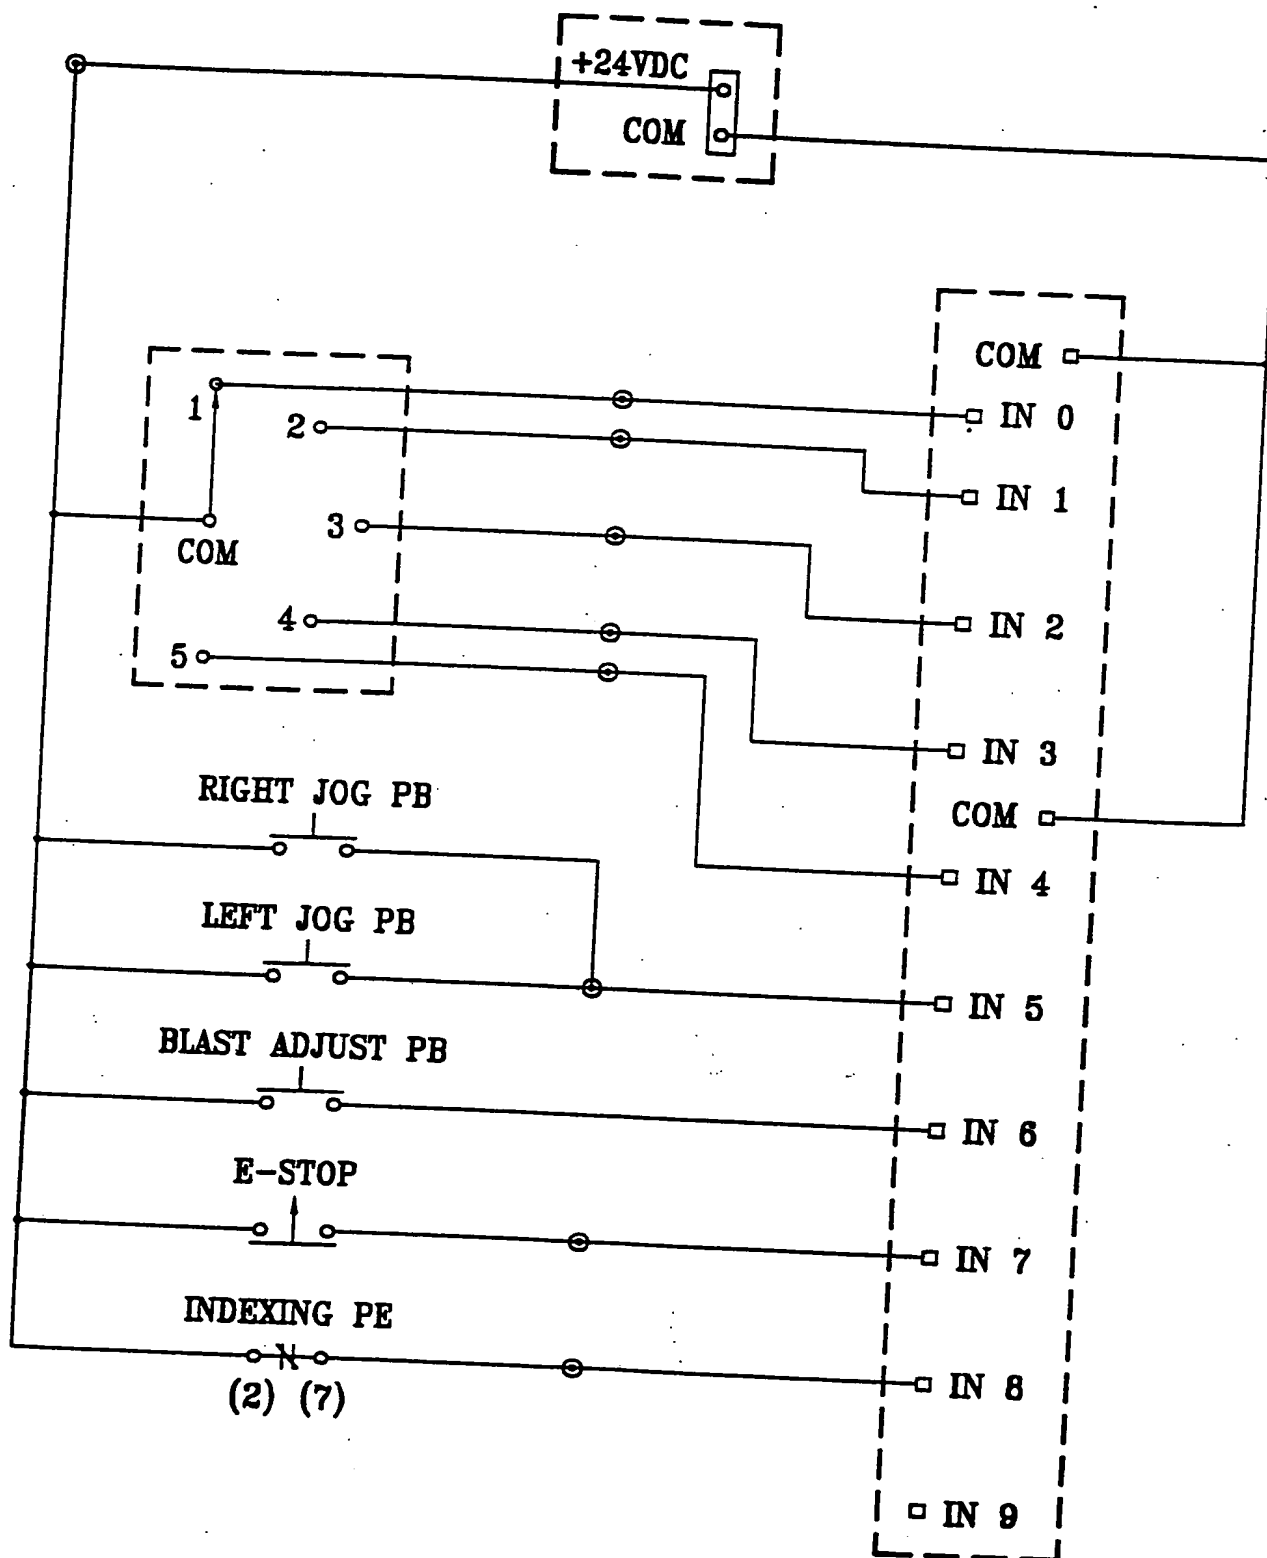 +24VDC
COM
COM
1
IN 0
2
IN 1
3
COM
IN 2
4
5
IN 3
RIGHT JOG PB
COM
IN 4
LEFT JOG PB
IN 5
BLAST ADJUST PB
IN 6
E-STOP
IN 7
INDEXING PE
IN 8
(2) (7)
IN 9